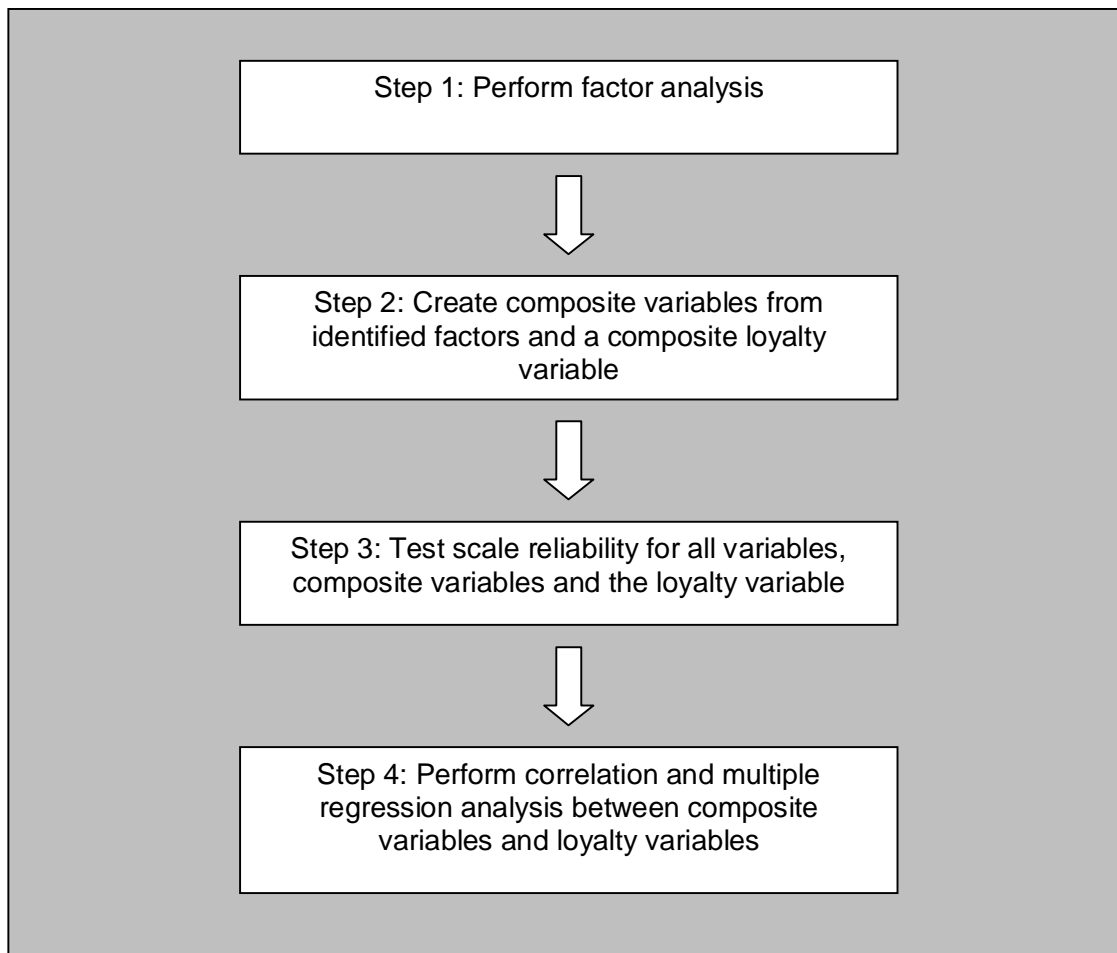 Step 1: Perform factor analysis
Step 2: Create composite variables from
identified factors and a composite loyalty
variable
Step 3: Test scale reliability for all variables,
composite variables and the loyalty variable
Step 4: Perform correlation and multiple
regression analysis between composite
variables and loyalty variables